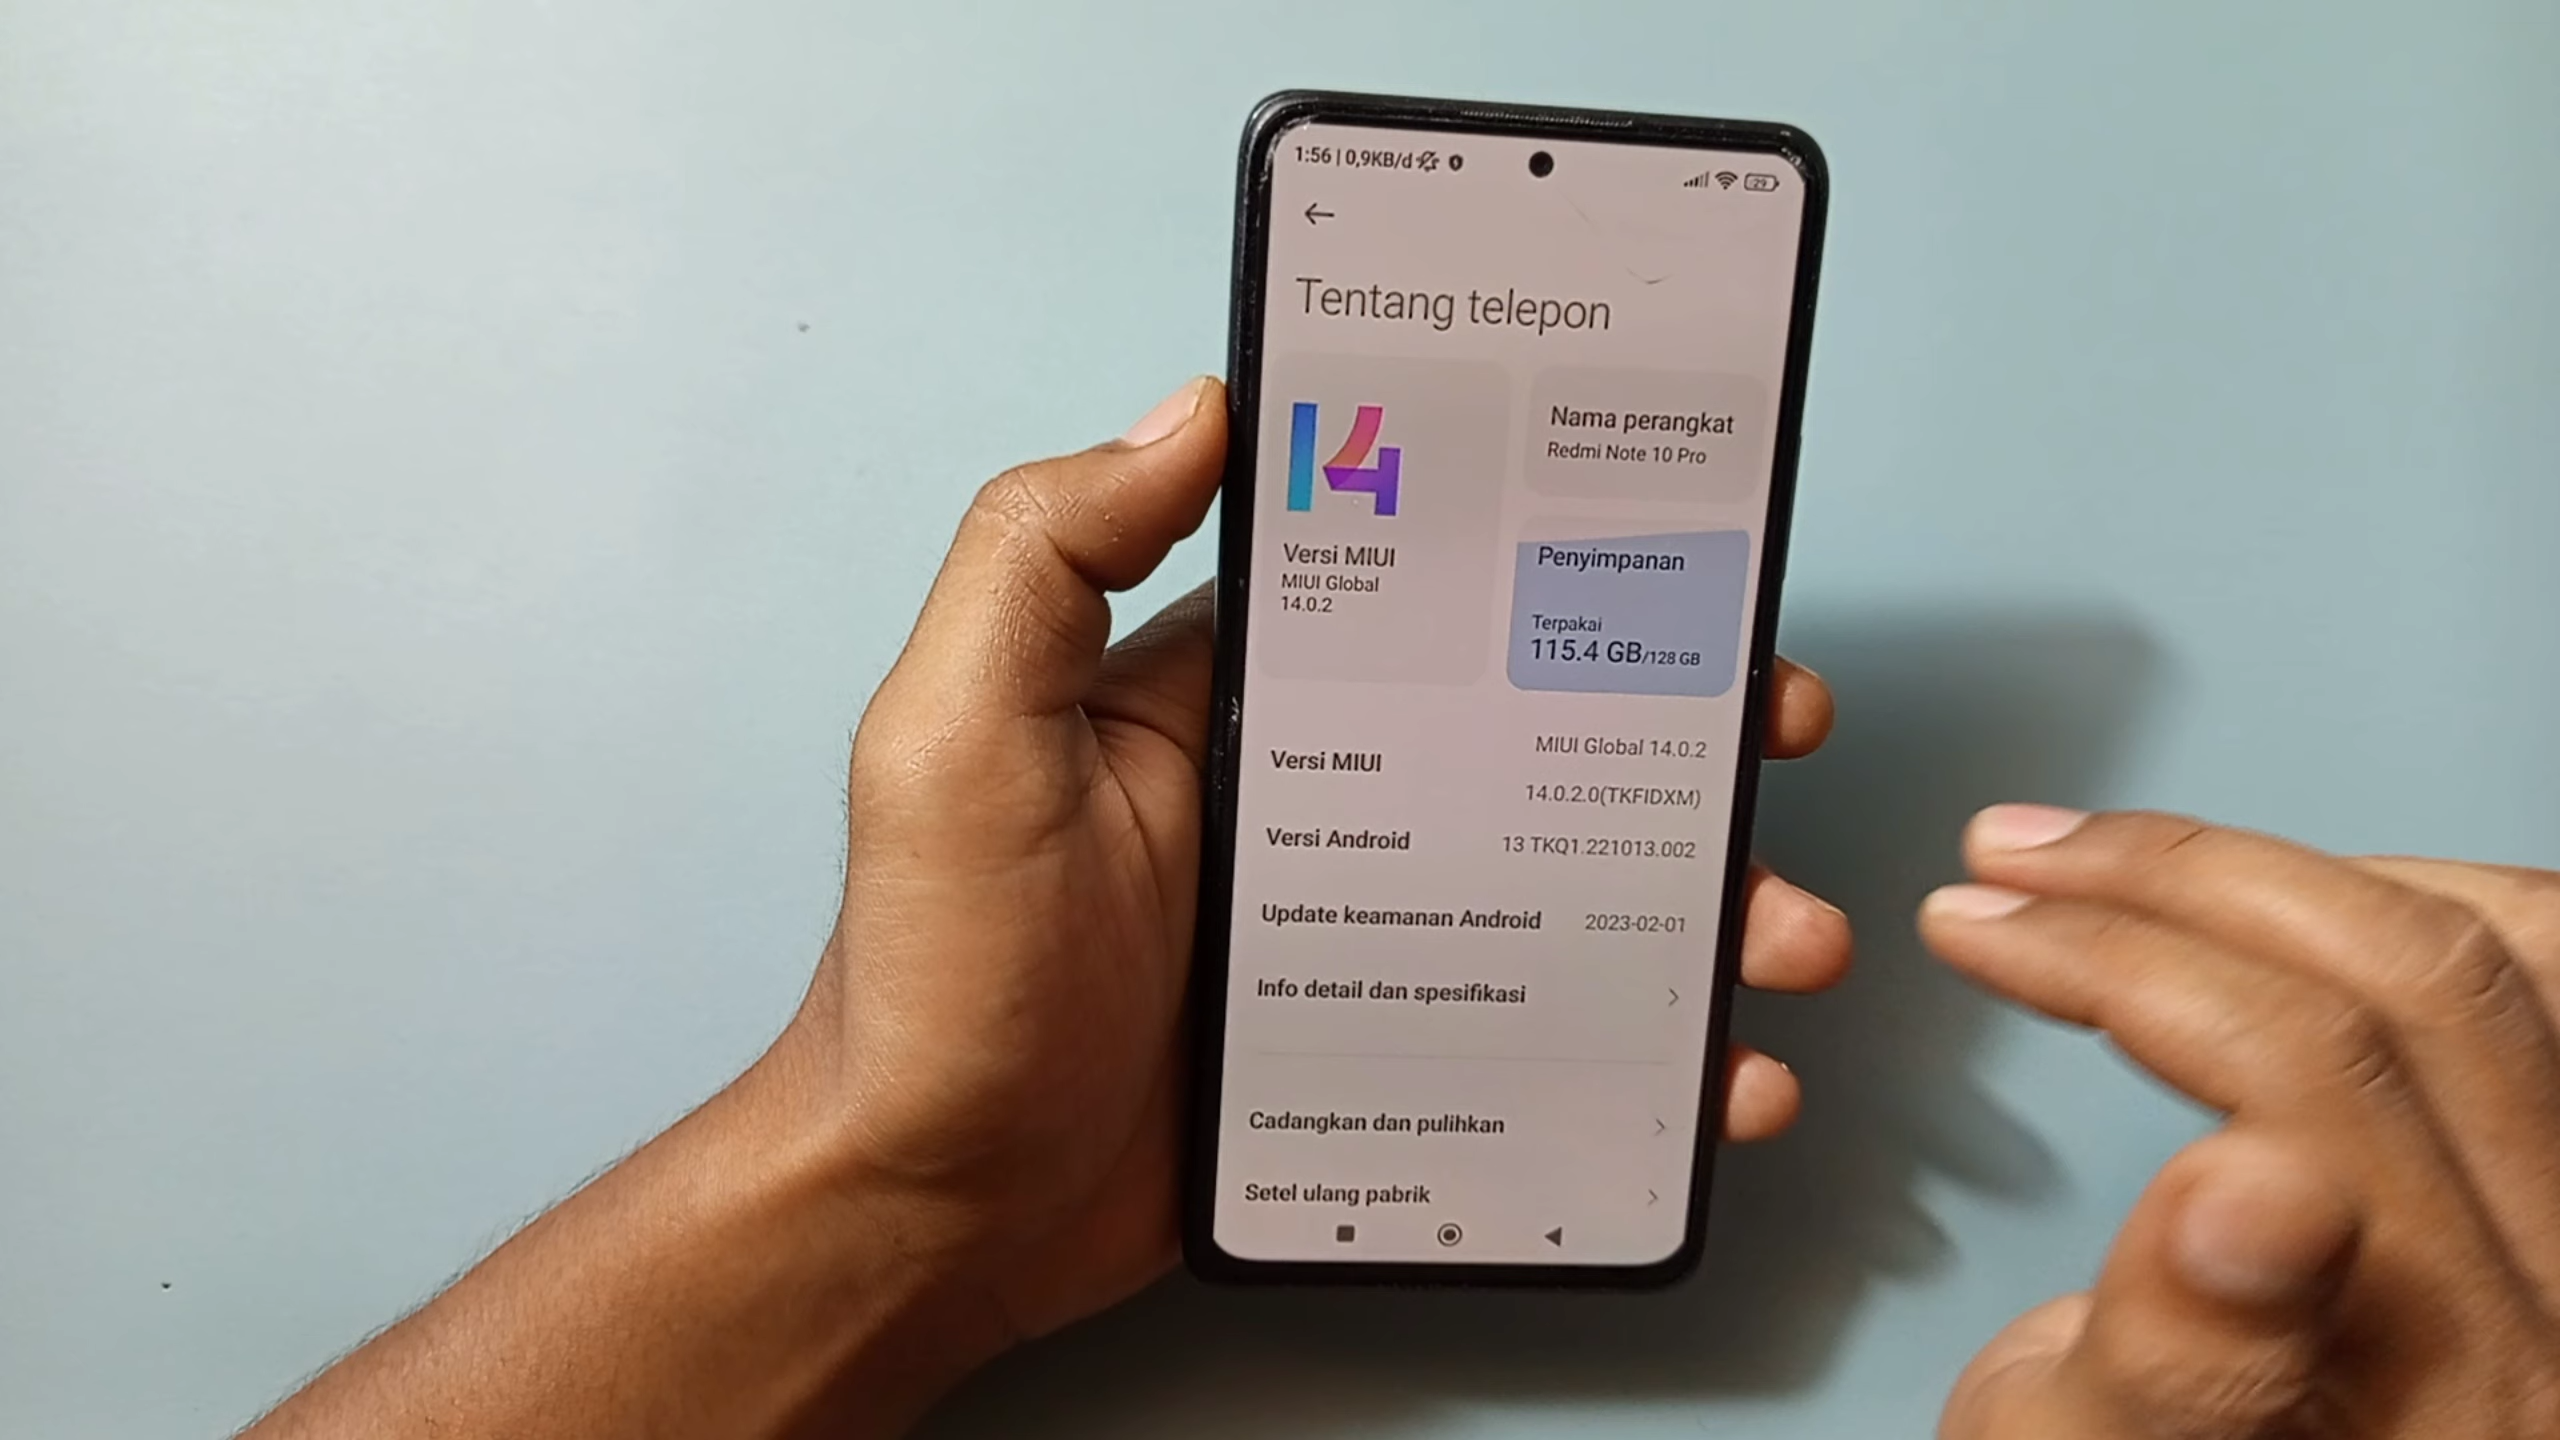 1:56 | 0,9KB/d
29
Tentang telepon
14
Versi MIUI
MIUI Global
14.0.2
Nama perangkat
Redmi Note 10 Pro
Penyimpanan
Terpakai
115.4 GB/128 GB
Versi MIUI
MIUI Global 14.0.2
14.0.2.0(TKFIDXM)
Versi Android
13 TKQ1.221013.002
Update keamanan Android
2023-02-01
Info detail dan spesifikasi
Cadangkan dan pulihkan
Setel ulang pabrik